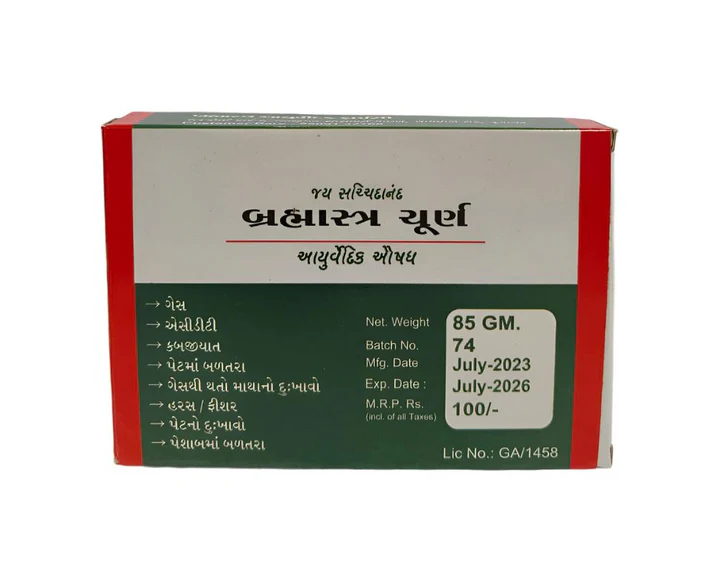 જય સચ્ચિદાનંદ
બ્રહ્માસ્ત્ર ચૂર્ણ
આયુર્વેદિક ઔષધ
→ ગેસ
→ એસીડીટી
→ કબજીયાત
→ પેટમાં બળતરા
→ ગેસથી થતો માથાનો દુઃખાવો
→ હરસ / ફીશર
→ પેટનો દુઃખાવો
→ પેશાબમાં બળતરા
Net. Weight 85 GM.
Batch No. 74
Mfg. Date July-2023
Exp. Date : July-2026
M.R.P. Rs. 100/-
(incl. of all Taxes)
Lic No.: GA/1458